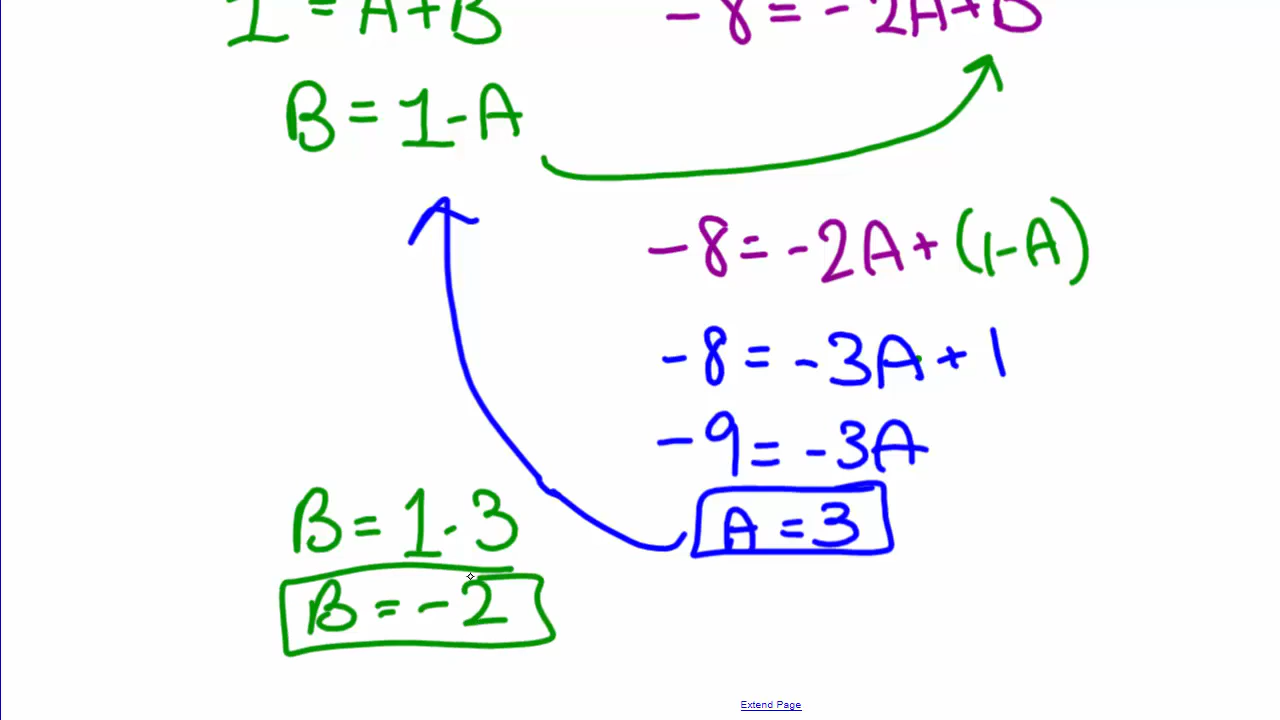 1 = A+B
-8 = -2A+B
B = 1-A
-8 = -2A+(1-A)
-8 = -3A+1
-9 = -3A
A = 3
B = 1-3
B = -2
Extend Page